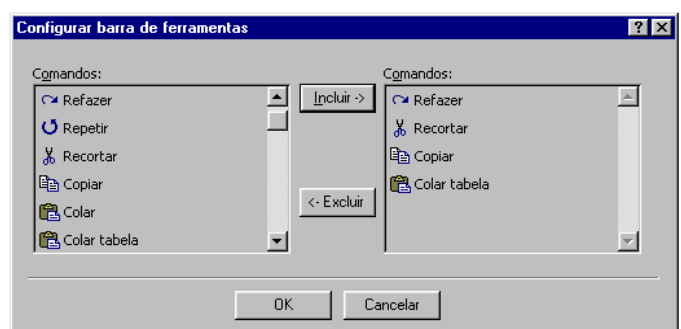 Configurar barra de ferramentas
Comandos:
Refazer
Repetir
Recortar
Copiar
Colar
Colar tabela
Incluir ->
<- Excluir
Comandos:
Refazer
Recortar
Copiar
Colar tabela
OK
Cancelar